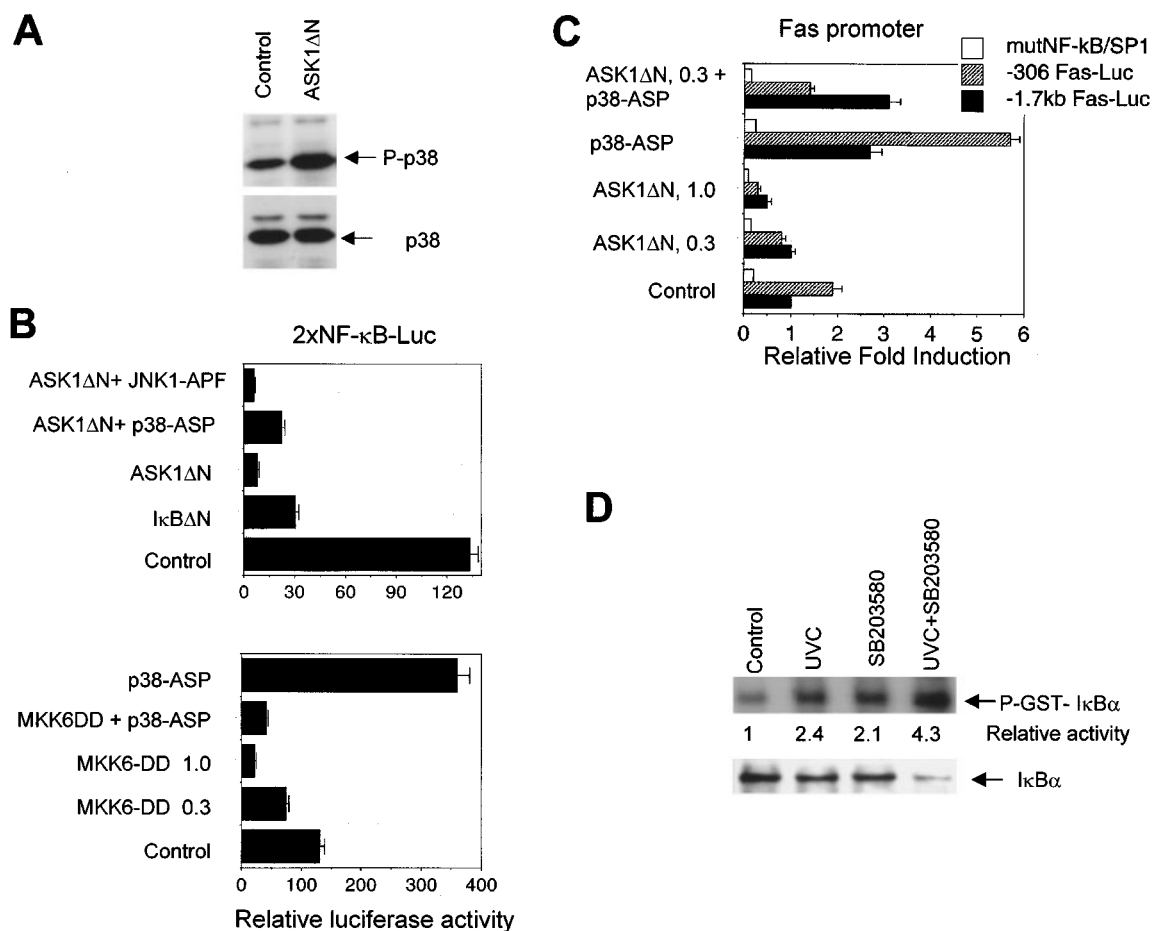 A
Control
ASK1ΔN
P-p38
p38
B
2xNF-κB-Luc
ASK1ΔN+ JNK1-APF
ASK1ΔN+ p38-ASP
ASK1ΔN
IκBΔN
Control
0 30 60 90 120
p38-ASP
MKK6DD + p38-ASP
MKK6-DD 1.0
MKK6-DD 0.3
Control
0 100 200 300 400
Relative luciferase activity
C
Fas promoter
mutNF-kB/SP1
-306 Fas-Luc
-1.7kb Fas-Luc
ASK1ΔN, 0.3 +
p38-ASP
p38-ASP
ASK1ΔN, 1.0
ASK1ΔN, 0.3
Control
0 1 2 3 4 5 6
Relative Fold Induction
D
Control
UVC
SB203580
UVC+SB203580
P-GST- IκBα
1 2.4 2.1 4.3 Relative activity
IκBα